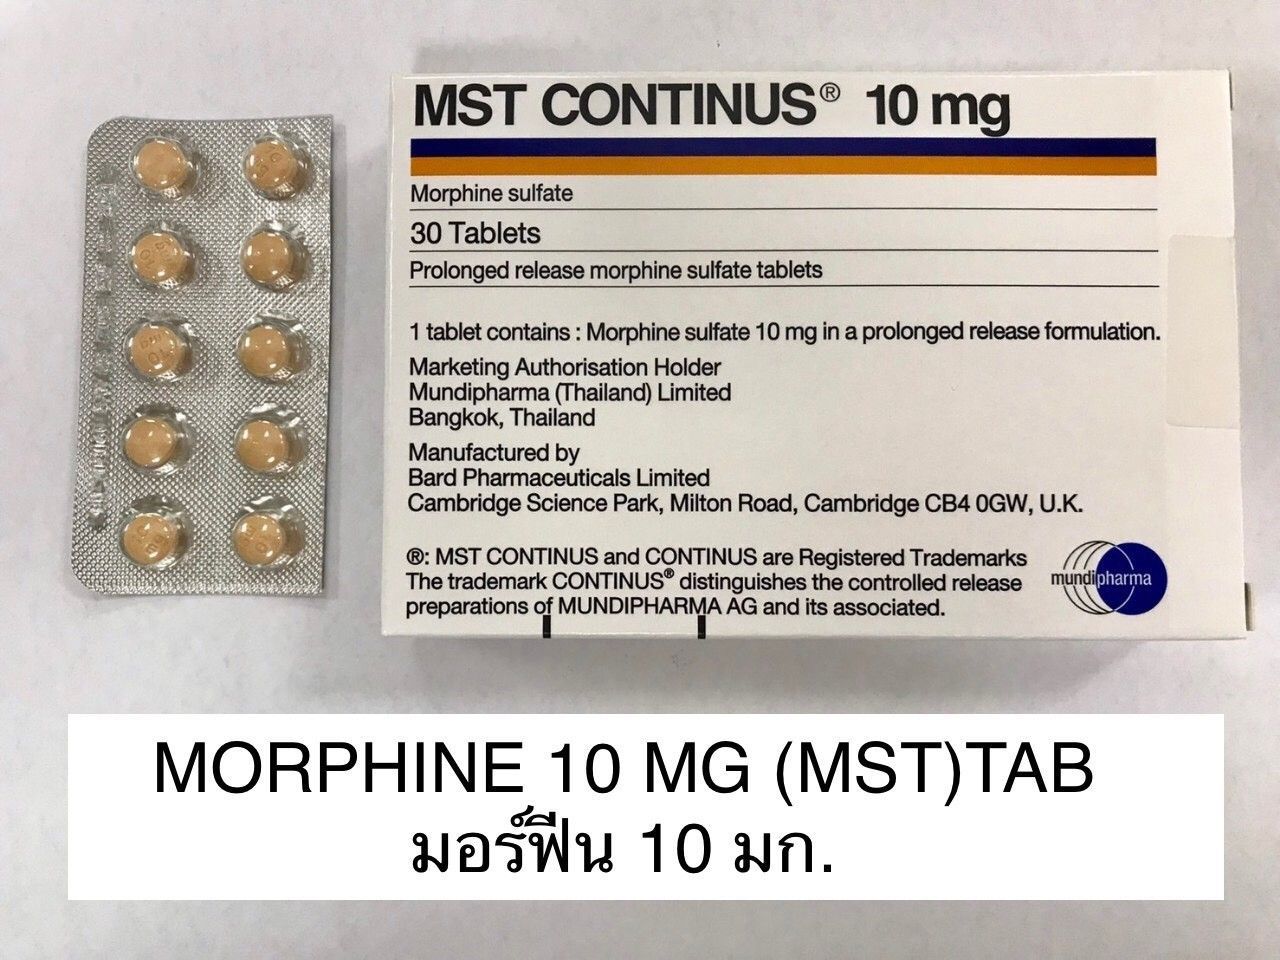 MST CONTINUS® 10 mg
Morphine sulfate
30 Tablets
Prolonged release morphine sulfate tablets
1 tablet contains : Morphine sulfate 10 mg in a prolonged release formulation.
Marketing Authorisation Holder
Mundipharma (Thailand) Limited
Bangkok, Thailand
Manufactured by
Bard Pharmaceuticals Limited
Cambridge Science Park, Milton Road, Cambridge CB4 0GW, U.K.
®: MST CONTINUS and CONTINUS are Registered Trademarks
The trademark CONTINUS® distinguishes the controlled release
preparations of MUNDIPHARMA AG and its associated.
mundipharma
MORPHINE 10 MG (MST)TAB
มอร์ฟีน 10 มก.